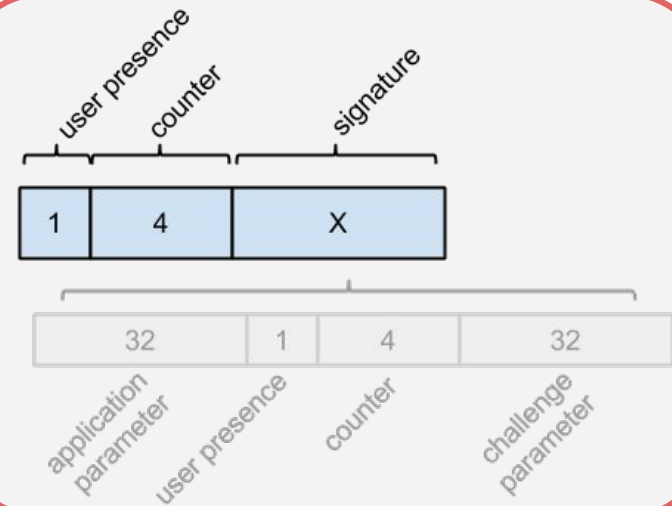 user presence
counter
signature
1 4 X
32 1 4 32
application
parameter
user presence
counter
challenge
parameter